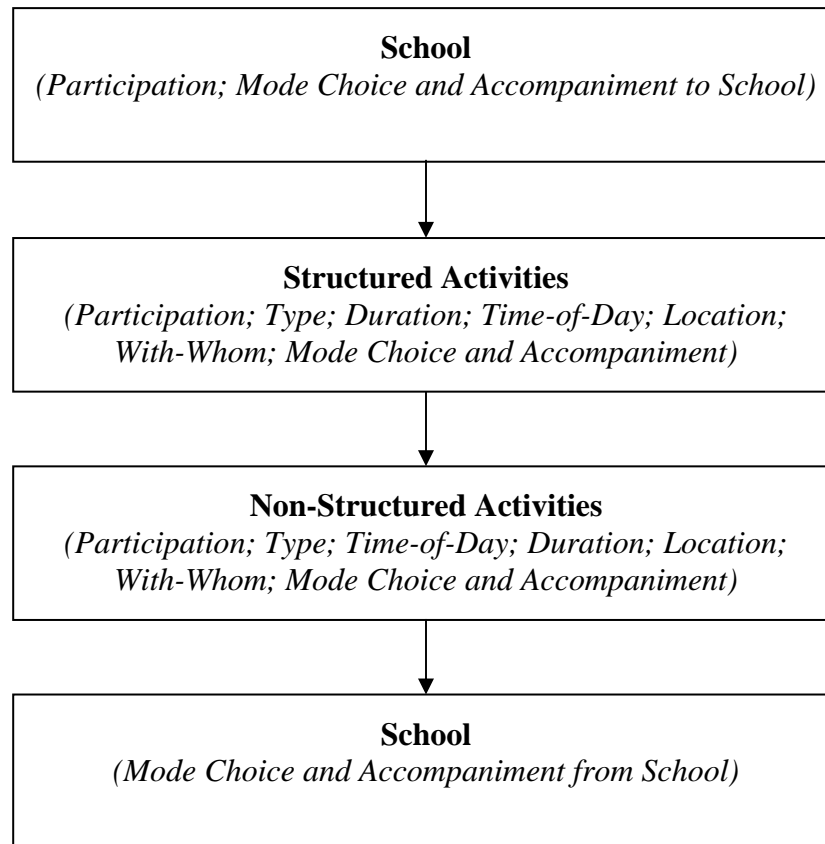 School
(Participation; Mode Choice and Accompaniment to School)
Structured Activities
(Participation; Type; Duration; Time-of-Day; Location;
With-Whom; Mode Choice and Accompaniment)
Non-Structured Activities
(Participation; Type; Time-of-Day; Duration; Location;
With-Whom; Mode Choice and Accompaniment)
School
(Mode Choice and Accompaniment from School)